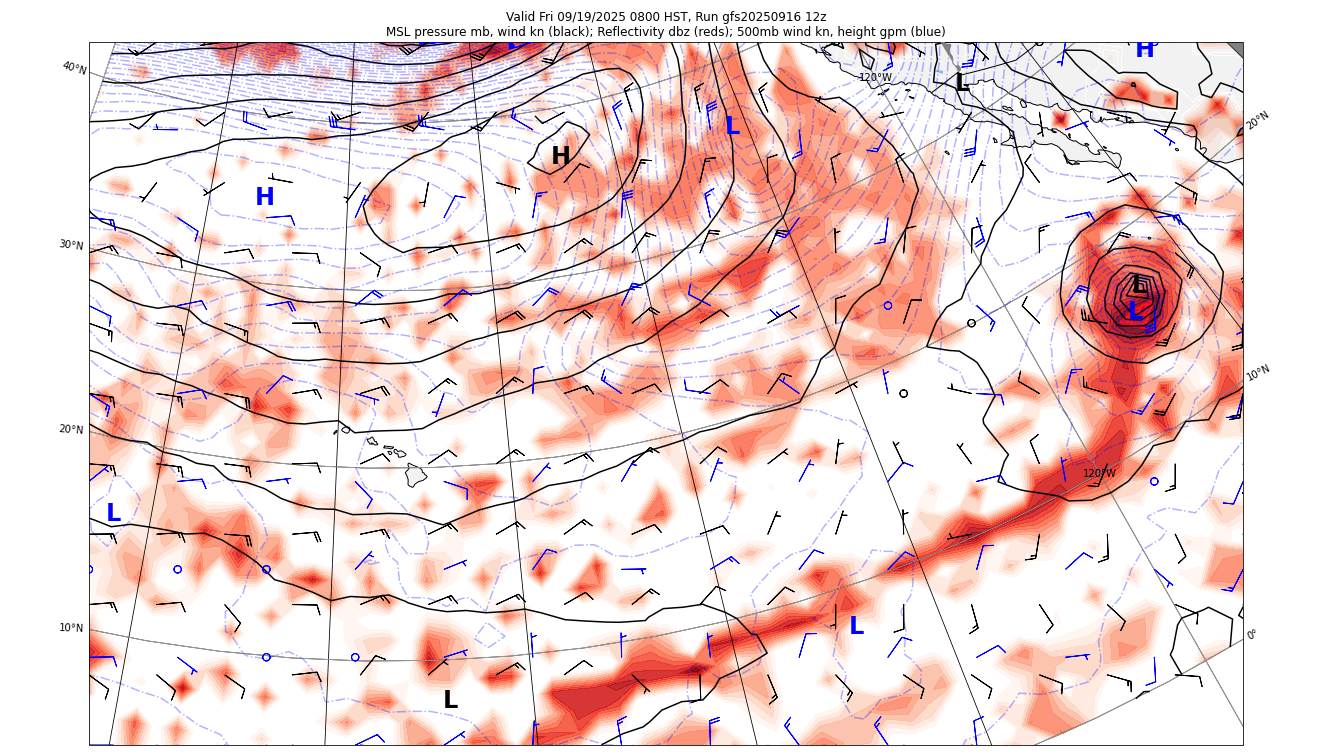 Valid Fri 09/19/2025 0800 HST, Run gfs20250916 12z
MSL pressure mb, wind kn (black); Reflectivity dbz (reds); 500mb wind kn, height gpm (blue)
H
40°N
120°W
L
L
20°N
H
H
30°N
L
L
10°N
20°N
120°W
L
10°N
L
0°
L